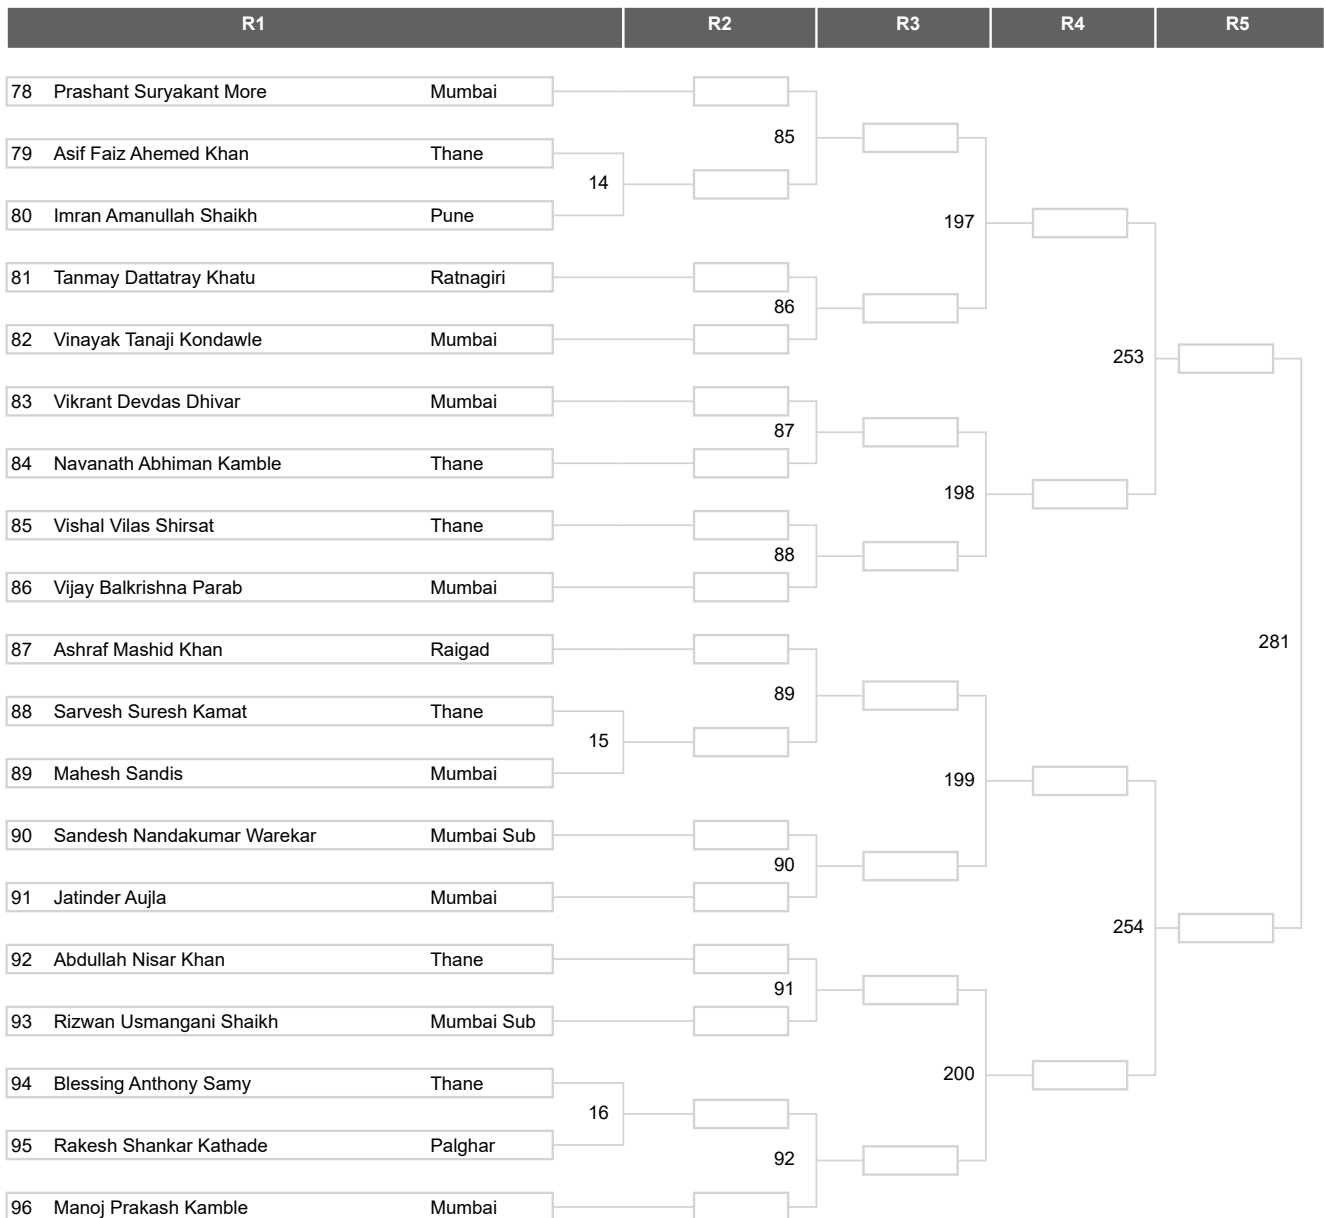 R1 R2 R3 R4 R5
78 Prashant Suryakant More Mumbai
85
79 Asif Faiz Ahemed Khan Thane
14
80 Imran Amanullah Shaikh Pune
197
81 Tanmay Dattatray Khatu Ratnagiri
86
82 Vinayak Tanaji Kondawle Mumbai
253
83 Vikrant Devdas Dhivar Mumbai
87
84 Navanath Abhiman Kamble Thane
198
85 Vishal Vilas Shirsat Thane
88
86 Vijay Balkrishna Parab Mumbai
281
87 Ashraf Mashid Khan Raigad
89
88 Sarvesh Suresh Kamat Thane
15
89 Mahesh Sandis Mumbai
199
90 Sandesh Nandakumar Warekar Mumbai Sub
90
91 Jatinder Aujla Mumbai
254
92 Abdullah Nisar Khan Thane
91
93 Rizwan Usmangani Shaikh Mumbai Sub
200
94 Blessing Anthony Samy Thane
16
95 Rakesh Shankar Kathade Palghar
92
96 Manoj Prakash Kamble Mumbai